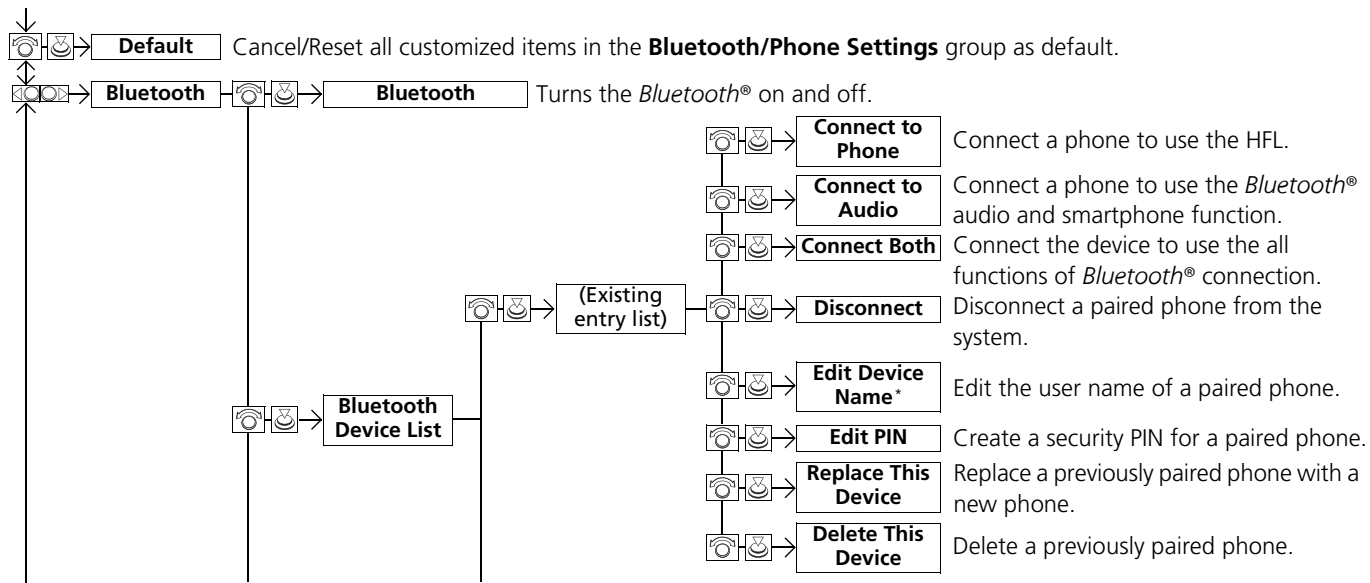 Default
Cancel/Reset all customized items in the Bluetooth/Phone Settings group as default.
Bluetooth
Bluetooth
Turns the Bluetooth® on and off.
Connect to
Phone
Connect a phone to use the HFL.
Connect to
Audio
Connect a phone to use the Bluetooth®
audio and smartphone function.
Connect Both
Connect the device to use the all
functions of Bluetooth® connection.
(Existing
entry list)
Disconnect
Disconnect a paired phone from the
system.
Edit Device
Name*
Edit the user name of a paired phone.
Bluetooth
Device List
Edit PIN
Create a security PIN for a paired phone.
Replace This
Device
Replace a previously paired phone with a
new phone.
Delete This
Device
Delete a previously paired phone.